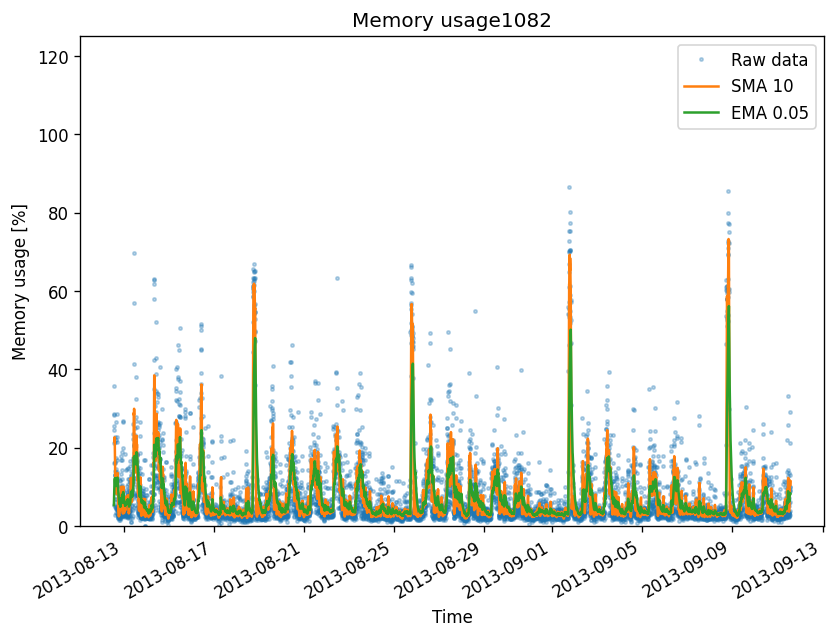 Memory usage1082
Memory usage [%]
120
100
80
60
40
20
0
Raw data
SMA 10
EMA 0.05
2013-08-13
2013-08-17
2013-08-21
2013-08-25
2013-08-29
2013-09-01
2013-09-05
2013-09-09
2013-09-13
Time